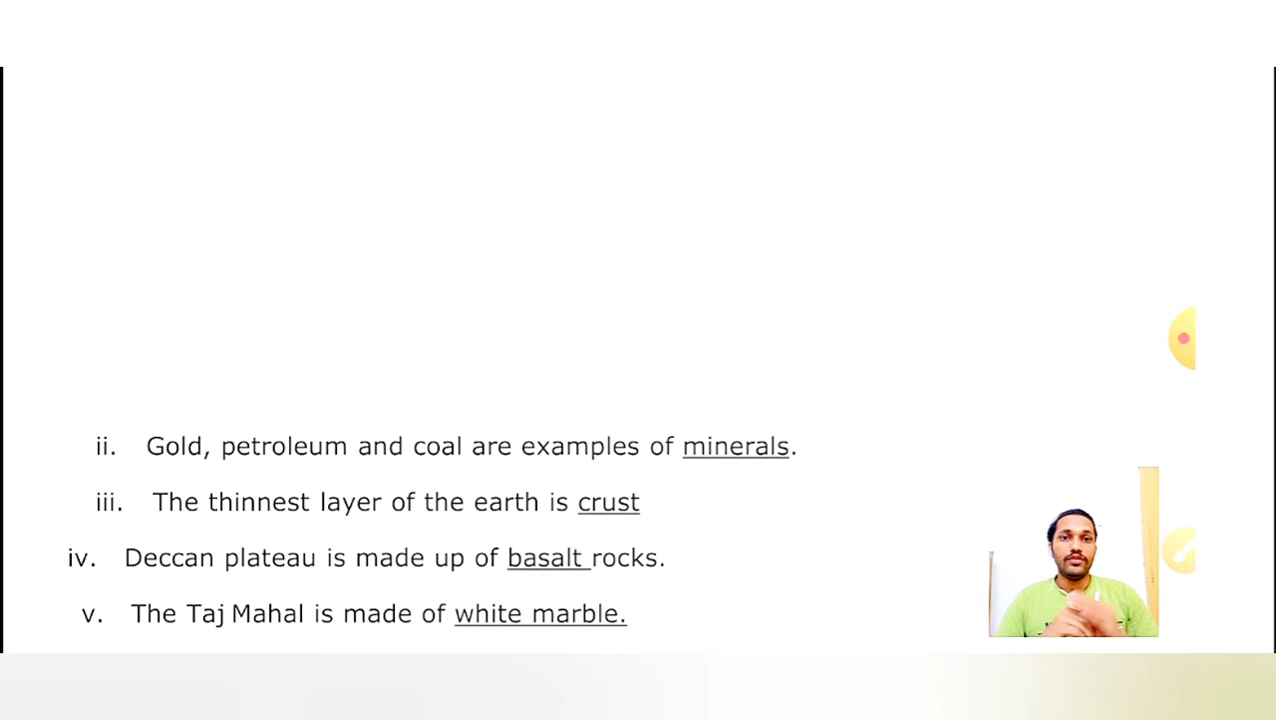 ii. Gold, petroleum and coal are examples of minerals.
iii. The thinnest layer of the earth is crust
iv. Deccan plateau is made up of basalt rocks.
v. The Taj Mahal is made of white marble.